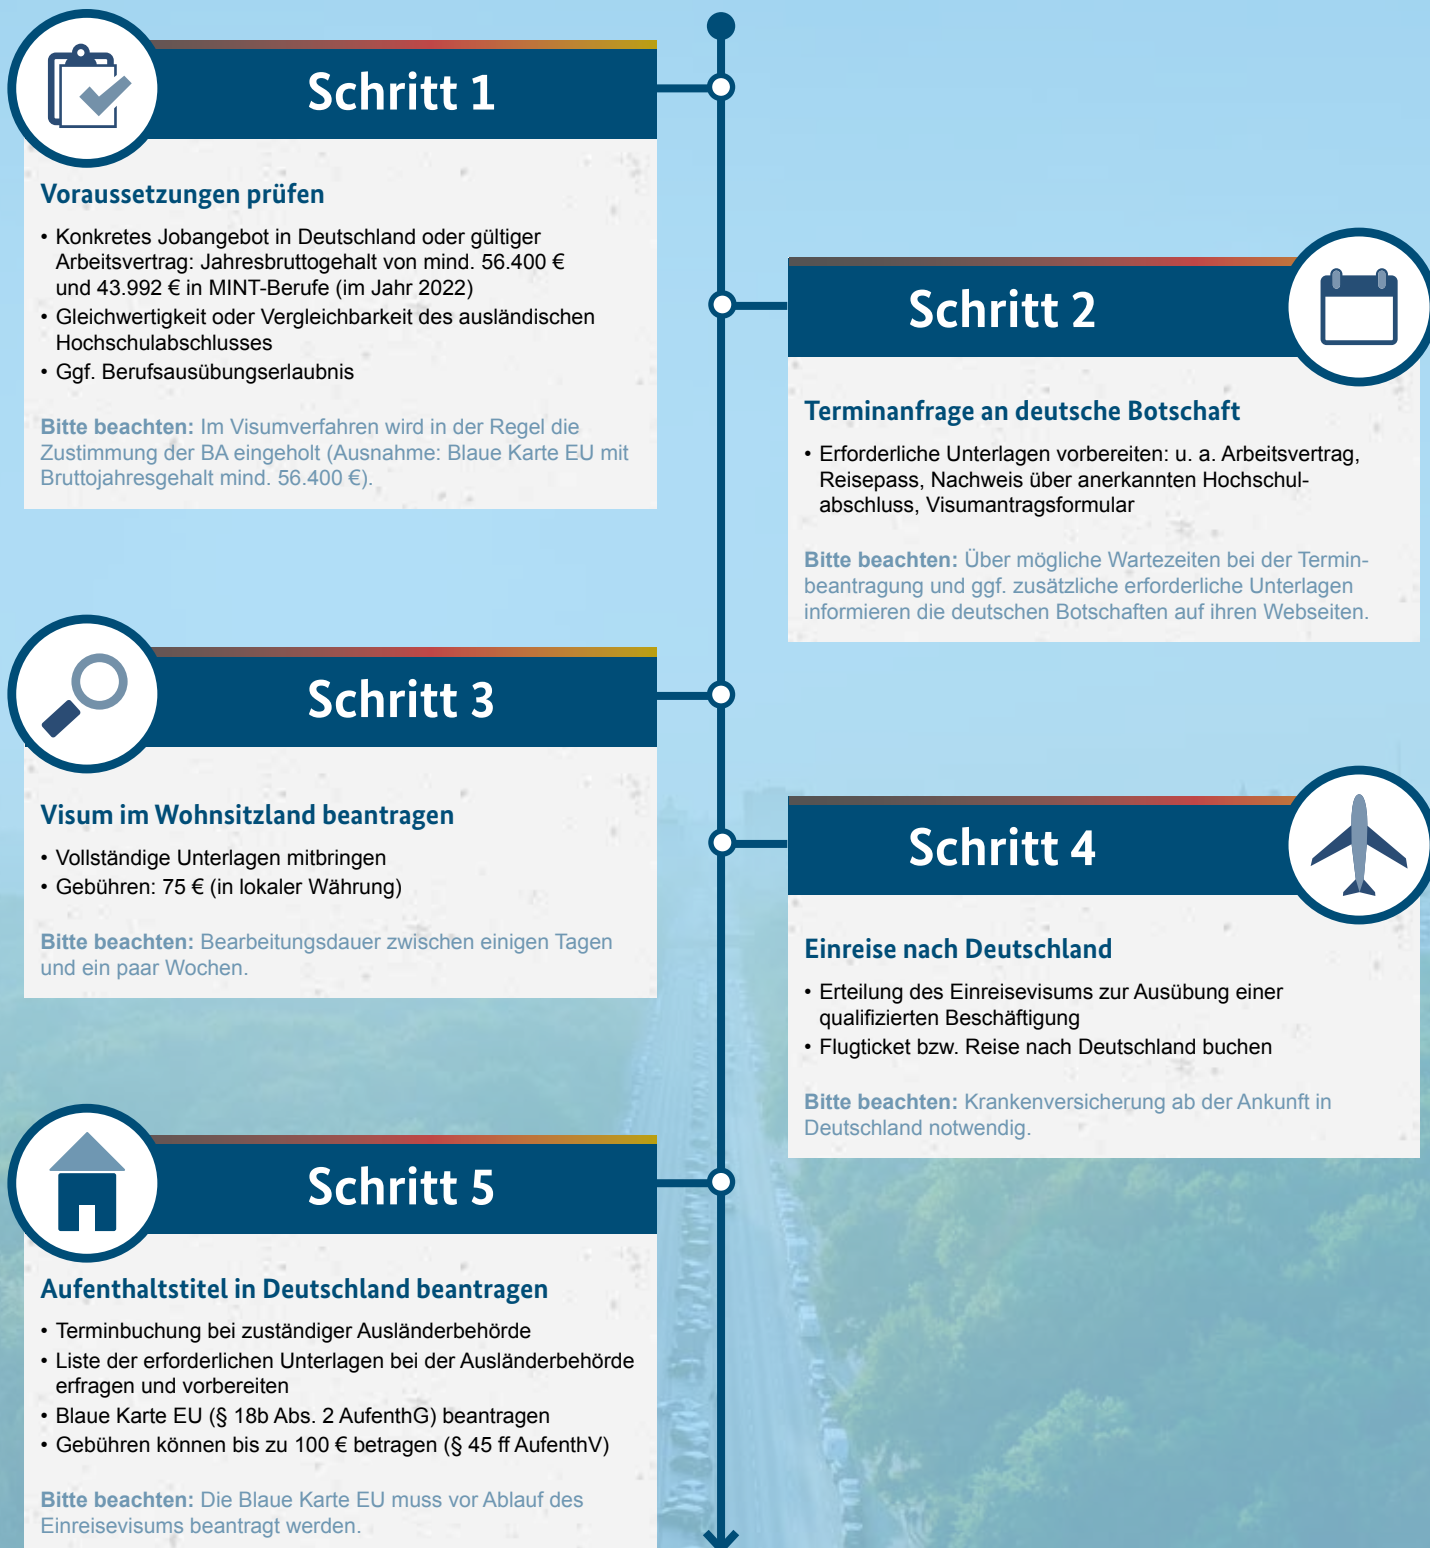 Schritt 1
Voraussetzungen prüfen
• Konkretes Jobangebot in Deutschland oder gültiger
Arbeitsvertrag: Jahresbruttogehalt von mind. 56.400 €
und 43.992 € in MINT-Berufe (im Jahr 2022)
• Gleichwertigkeit oder Vergleichbarkeit des ausländischen
Hochschulabschlusses
• Ggf. Berufsausübungserlaubnis
Bitte beachten: Im Visumverfahren wird in der Regel die
Zustimmung der BA eingeholt (Ausnahme: Blaue Karte EU mit
Bruttojahresgehalt mind. 56.400 €).
Schritt 2
Terminanfrage an deutsche Botschaft
• Erforderliche Unterlagen vorbereiten: u. a. Arbeitsvertrag,
Reisepass, Nachweis über anerkannten Hochschul-
abschluss, Visumantragsformular
Bitte beachten: Über mögliche Wartezeiten bei der Termin-
beantragung und ggf. zusätzliche erforderliche Unterlagen
informieren die deutschen Botschaften auf ihren Webseiten.
Schritt 3
Visum im Wohnsitzland beantragen
• Vollständige Unterlagen mitbringen
• Gebühren: 75 € (in lokaler Währung)
Bitte beachten: Bearbeitungsdauer zwischen einigen Tagen
und ein paar Wochen.
Schritt 4
Einreise nach Deutschland
• Erteilung des Einreisevisums zur Ausübung einer
qualifizierten Beschäftigung
• Flugticket bzw. Reise nach Deutschland buchen
Bitte beachten: Krankenversicherung ab der Ankunft in
Deutschland notwendig.
Schritt 5
Aufenthaltstitel in Deutschland beantragen
• Terminbuchung bei zuständiger Ausländerbehörde
• Liste der erforderlichen Unterlagen bei der Ausländerbehörde
erfragen und vorbereiten
• Blaue Karte EU (§ 18b Abs. 2 AufenthG) beantragen
• Gebühren können bis zu 100 € betragen (§ 45 ff AufenthV)
Bitte beachten: Die Blaue Karte EU muss vor Ablauf des
Einreisevisums beantragt werden.